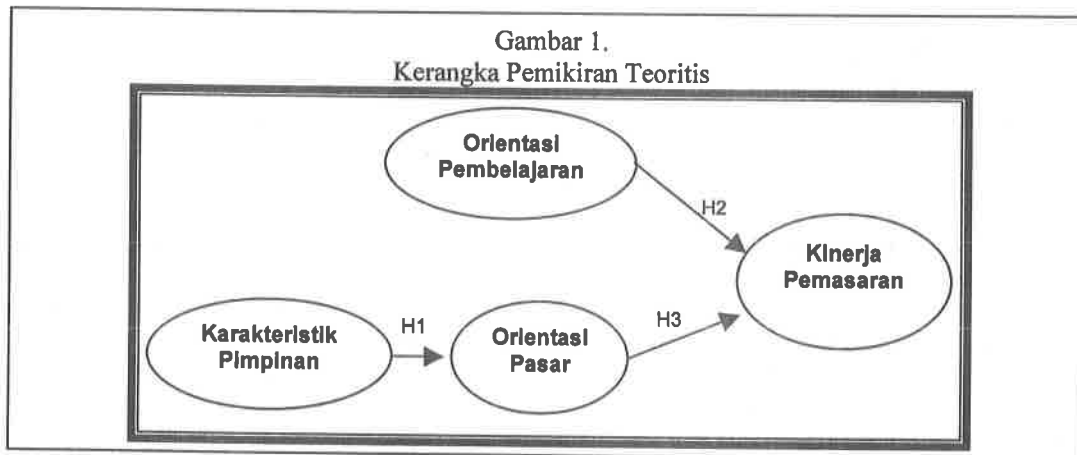 Gambar 1.
Kerangka Pemikiran Teoritis
Orientasi
Pembelajaran
H2
Kinerja
Pemasaran
Karakteristik
Pimpinan
H1
Orientasi
Pasar
H3